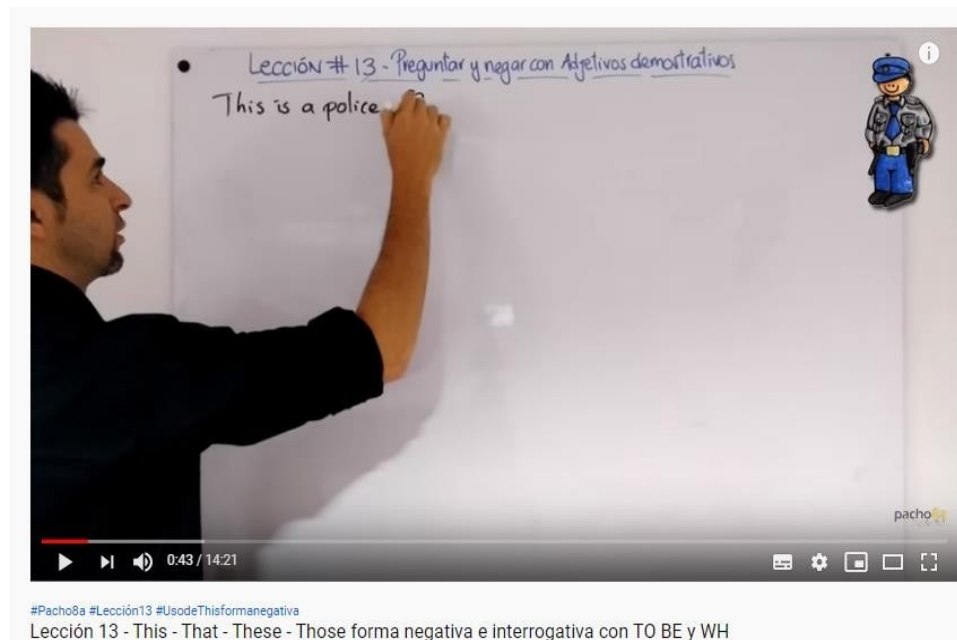 Lección # 13 - Preguntar y negar con Adjetivos demostrativos
This is a police
pacho8a
0:43 / 14:21
#Pacho8a #Lección13 #UsodeThisformanegativa
Lección 13 - This - That - These - Those forma negativa e interrogativa con TO BE y WH